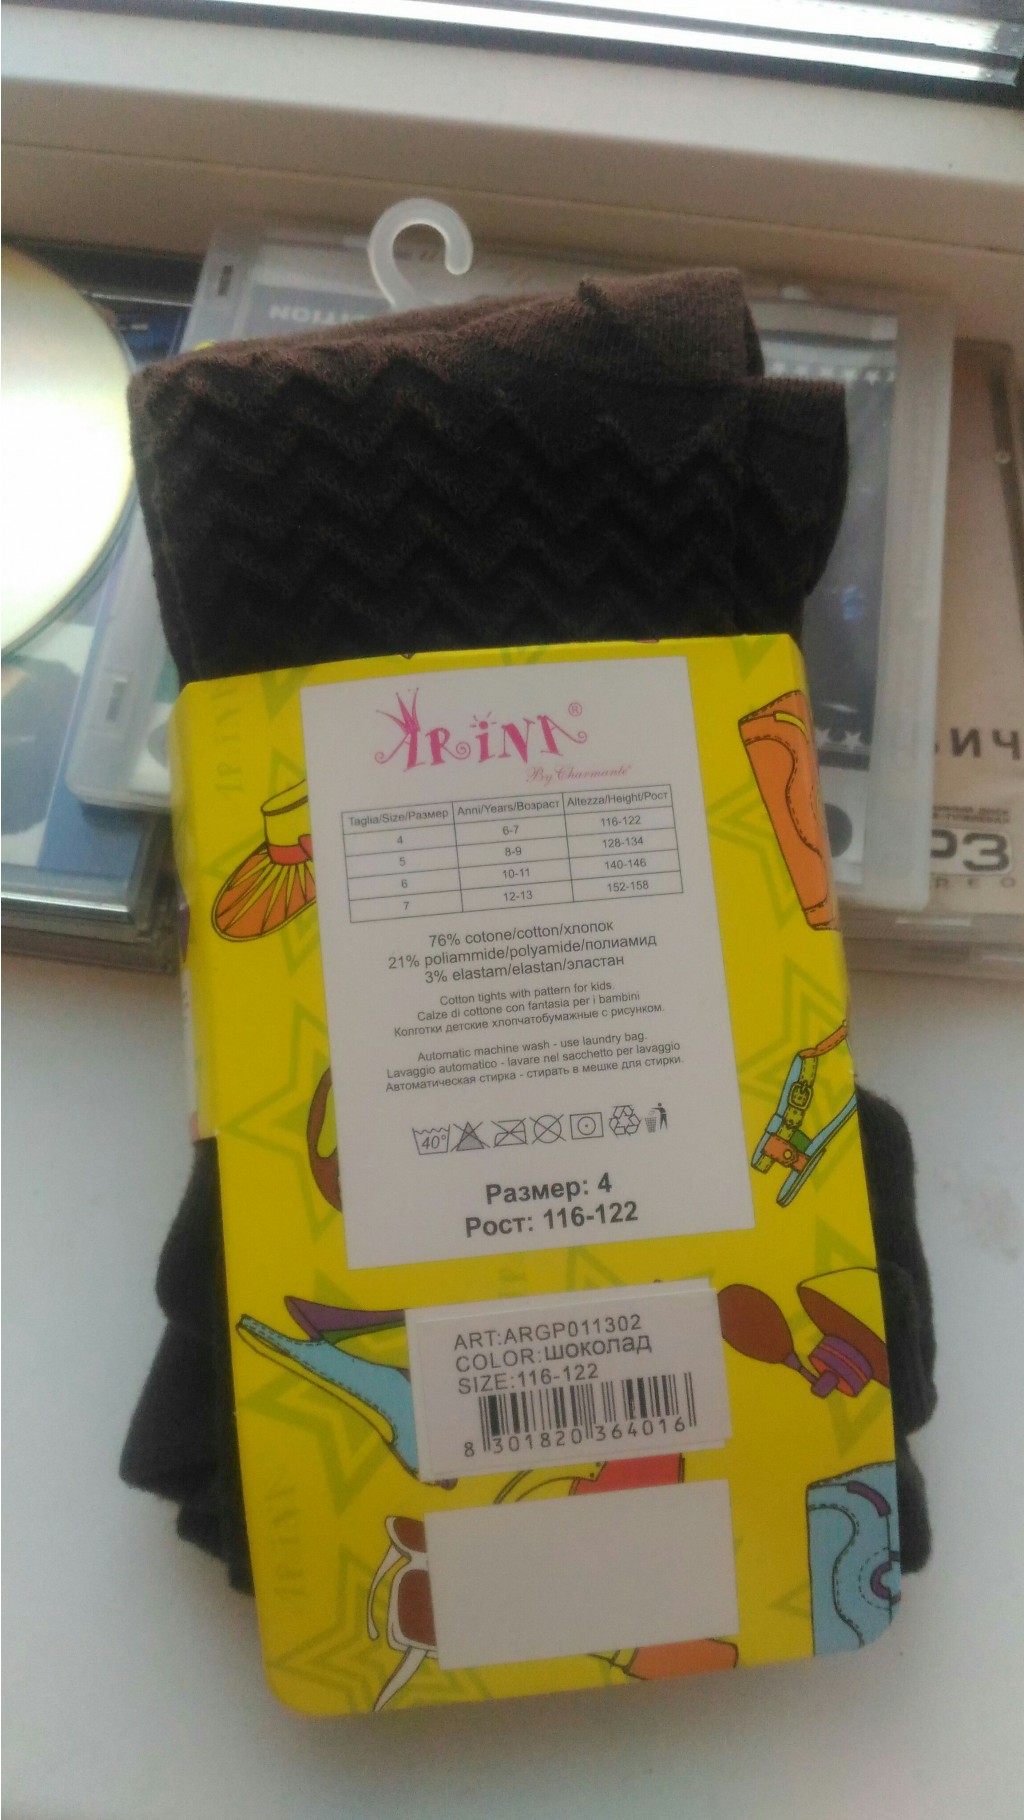 ARiNA®
By Charmante
Taglia/Size/Размер Anni/Years/Возраст Altezza/Height/Рост
4 6-7 116-122
5 8-9 128-134
6 10-11 140-146
7 12-13 152-158
76% cotone/cotton/хлопок
21% poliammide/polyamide/полиамид
3% elastam/elastan/эластан
Cotton tights with pattern for kids.
Calze di cottone con fantasia per i bambini
Колготки детские хлопчатобумажные с рисунком.
Automatic machine wash - use laundry bag.
Lavaggio automatico - lavare nel sacchetto per lavaggio
Автоматическая стирка - стирать в мешке для стирки.
40°
Размер: 4
Рост: 116-122
ART:ARGP011302
COLOR:шоколад
SIZE:116-122
8 301820 364016
ARiNA
ARiNA